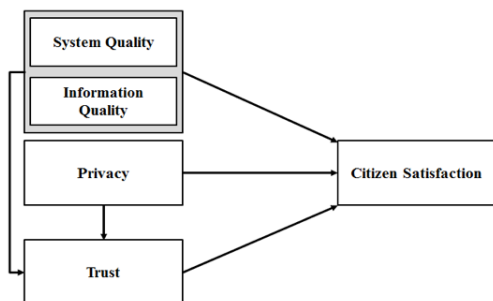 System Quality
Information
Quality
Privacy
Citizen Satisfaction
Trust